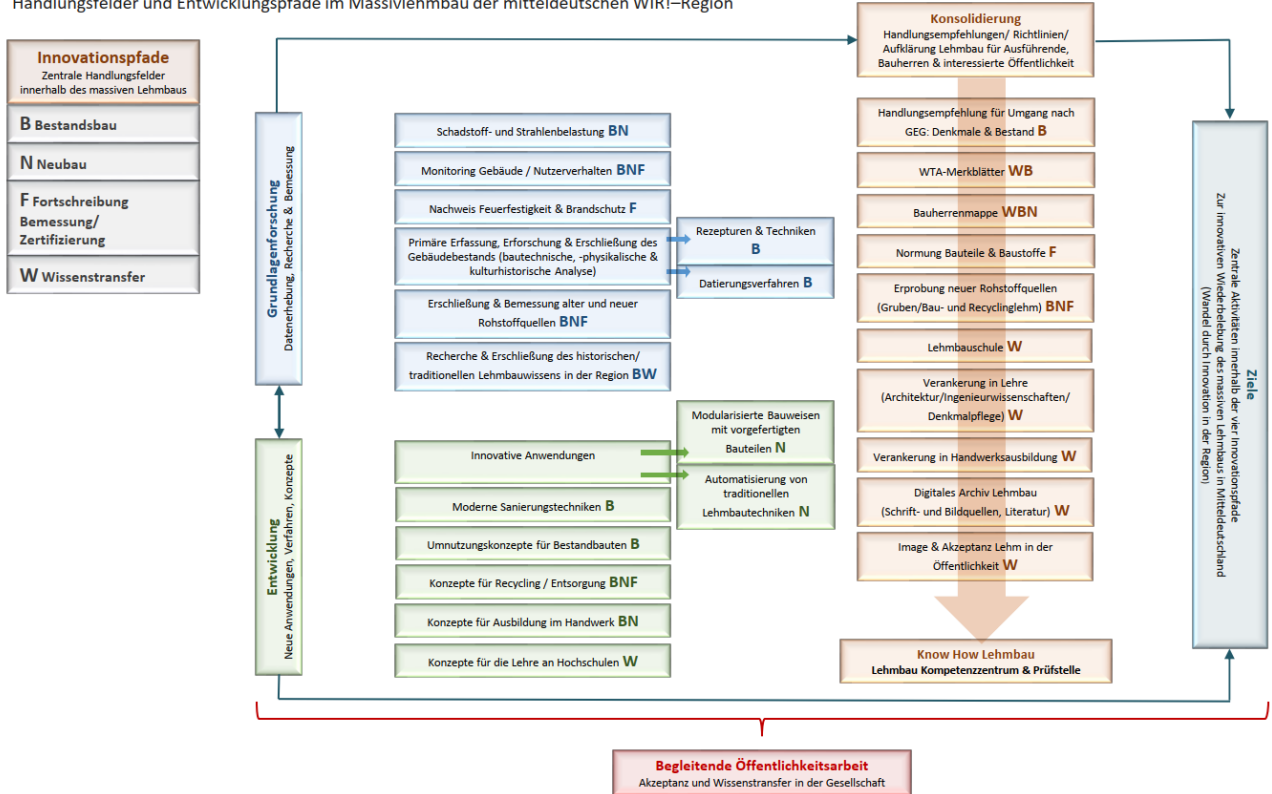 Handlungsfelder und Entwicklungspfade im Massivlehmbau der mitteldeutschen WIR!–Region
Innovationspfade
Zentrale Handlungsfelder
innerhalb des massiven Lehmbaus
B Bestandsbau
N Neubau
F Fortschreibung
Bemessung/
Zertifizierung
W Wissenstransfer
Grundlagenforschung
Datenerhebung, Recherche & Bemessung
Schadstoff- und Strahlenbelastung BN
Monitoring Gebäude / Nutzerverhalten BNF
Nachweis Feuerfestigkeit & Brandschutz F
Primäre Erfassung, Erforschung & Erschließung des
Gebäudebestands (bautechnische, -physikalische &
kulturhistorische Analyse)
Rezepturen & Techniken
B
Datierungsverfahren B
Erschließung & Bemessung alter und neuer
Rohstoffquellen BNF
Recherche & Erschließung des historischen/
traditionellen Lehmbauwissens in der Region BW
Entwicklung
Neue Anwendungen, Verfahren, Konzepte
Innovative Anwendungen
Modularisierte Bauweisen
mit vorgefertigten
Bauteilen N
Automatisierung von
traditionellen
Lehmbautechniken N
Moderne Sanierungstechniken B
Umnutzungskonzepte für Bestandbauten B
Konzepte für Recycling / Entsorgung BNF
Konzepte für Ausbildung im Handwerk BN
Konzepte für die Lehre an Hochschulen W
Konsolidierung
Handlungsempfehlungen/ Richtlinien/
Aufklärung Lehmbau für Ausführende,
Bauherren & interessierte Öffentlichkeit
Handlungsempfehlung für Umgang nach
GEG: Denkmale & Bestand B
WTA-Merkblätter WB
Bauherrenmappe WBN
Normung Bauteile & Baustoffe F
Erprobung neuer Rohstoffquellen
(Gruben/Bau- und Recyclinglehm) BNF
Lehmbauschule W
Verankerung in Lehre
(Architektur/Ingenieurwissenschaften/
Denkmalpflege) W
Verankerung in Handwerksausbildung W
Digitales Archiv Lehmbau
(Schrift- und Bildquellen, Literatur) W
Image & Akzeptanz Lehm in der
Öffentlichkeit W
Know How Lehmbau
Lehmbau Kompetenzzentrum & Prüfstelle
Ziele
Zentrale Aktivitäten innerhalb der vier Innovationspfade
Zur innovativen Wiederbelebung des massiven Lehmbaus in Mitteldeutschland
(Wandel durch Innovation in der Region)
Begleitende Öffentlichkeitsarbeit
Akzeptanz und Wissenstransfer in der Gesellschaft